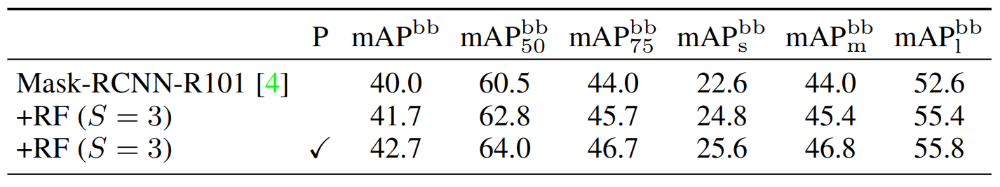 P mAP^bb mAP^bb_50 mAP^bb_75 mAP^bb_s mAP^bb_m mAP^bb_l
Mask-RCNN-R101 [4] 40.0 60.5 44.0 22.6 44.0 52.6
+RF (S = 3) 41.7 62.8 45.7 24.8 45.4 55.4
+RF (S = 3) ✓ 42.7 64.0 46.7 25.6 46.8 55.8